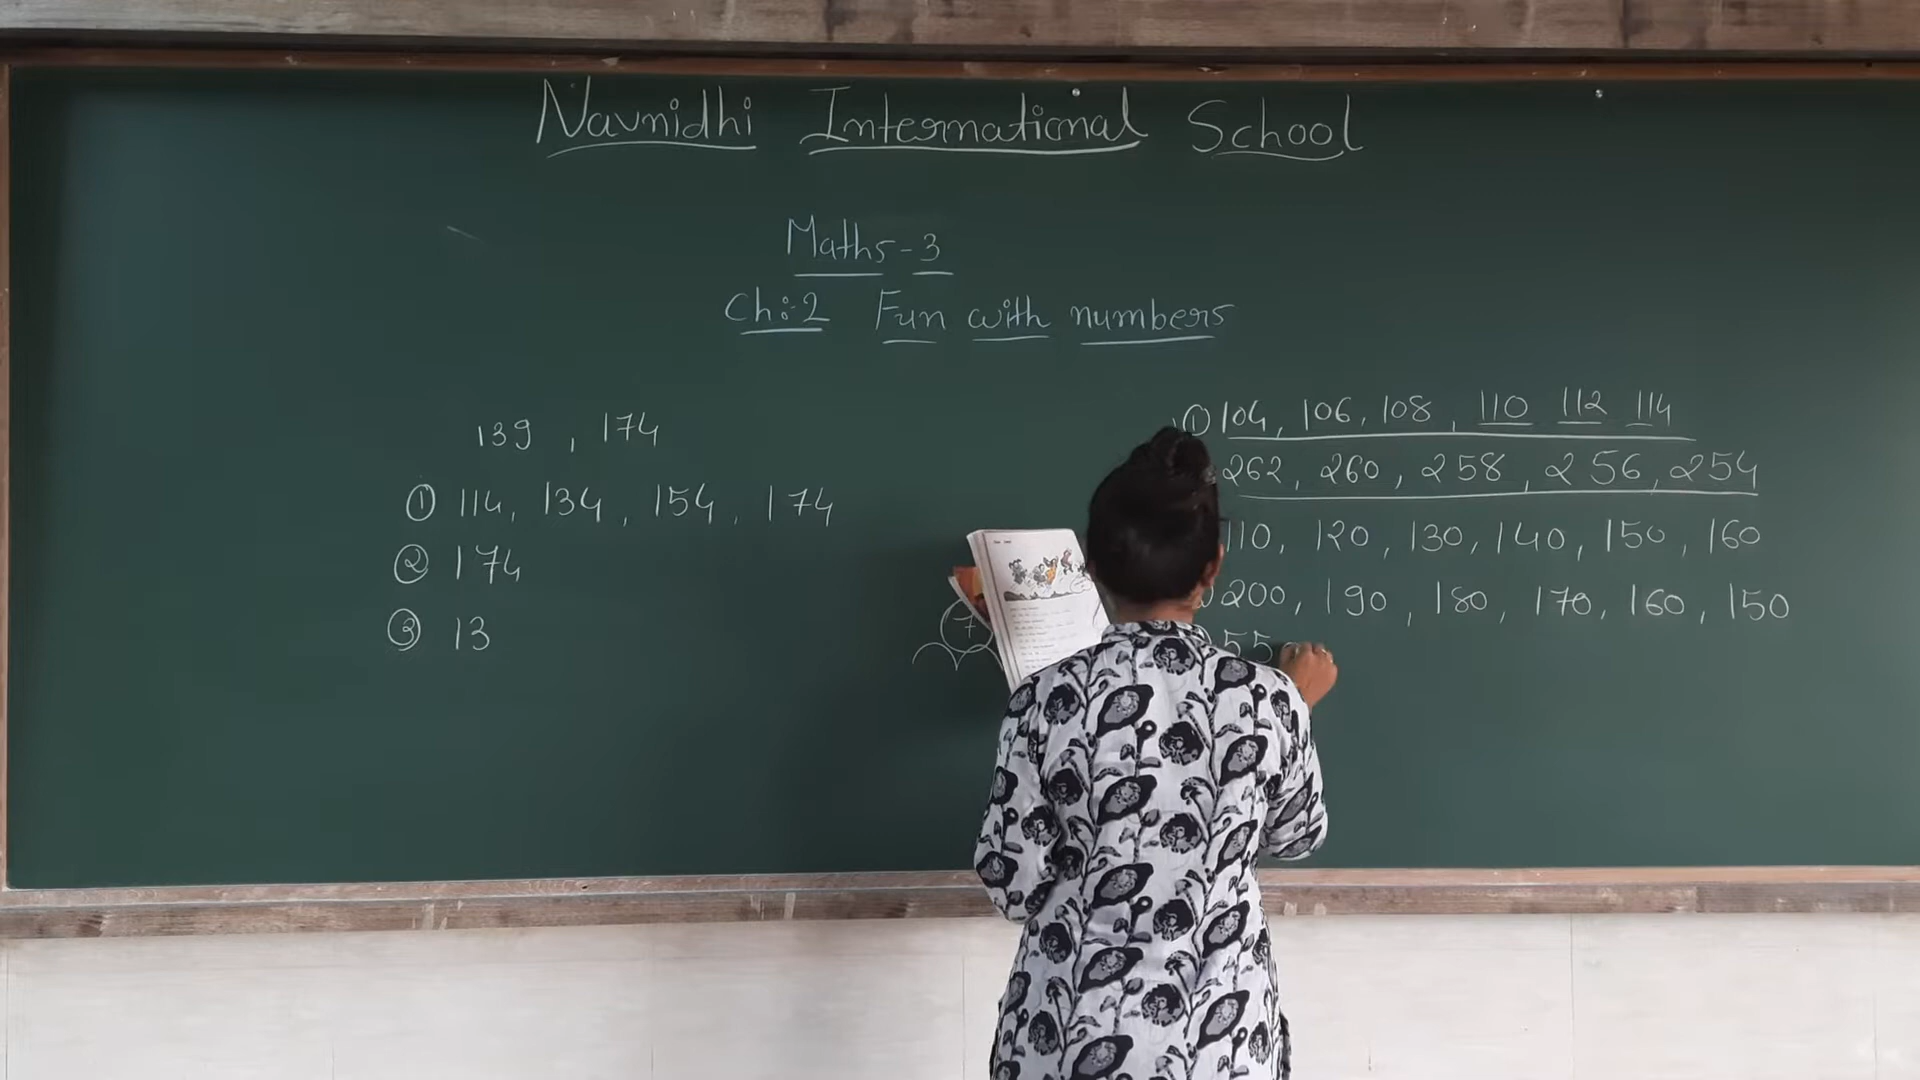 Navnidhi International School
Maths-3
Ch:2 Fun with numbers
139 , 174
① 114, 134, 154, 174
② 174
③ 13
7
① 104, 106, 108, 110 112 114
262, 260, 258, 256, 254
110, 120, 130, 140, 150, 160
200, 190, 180, 170, 160, 150
55